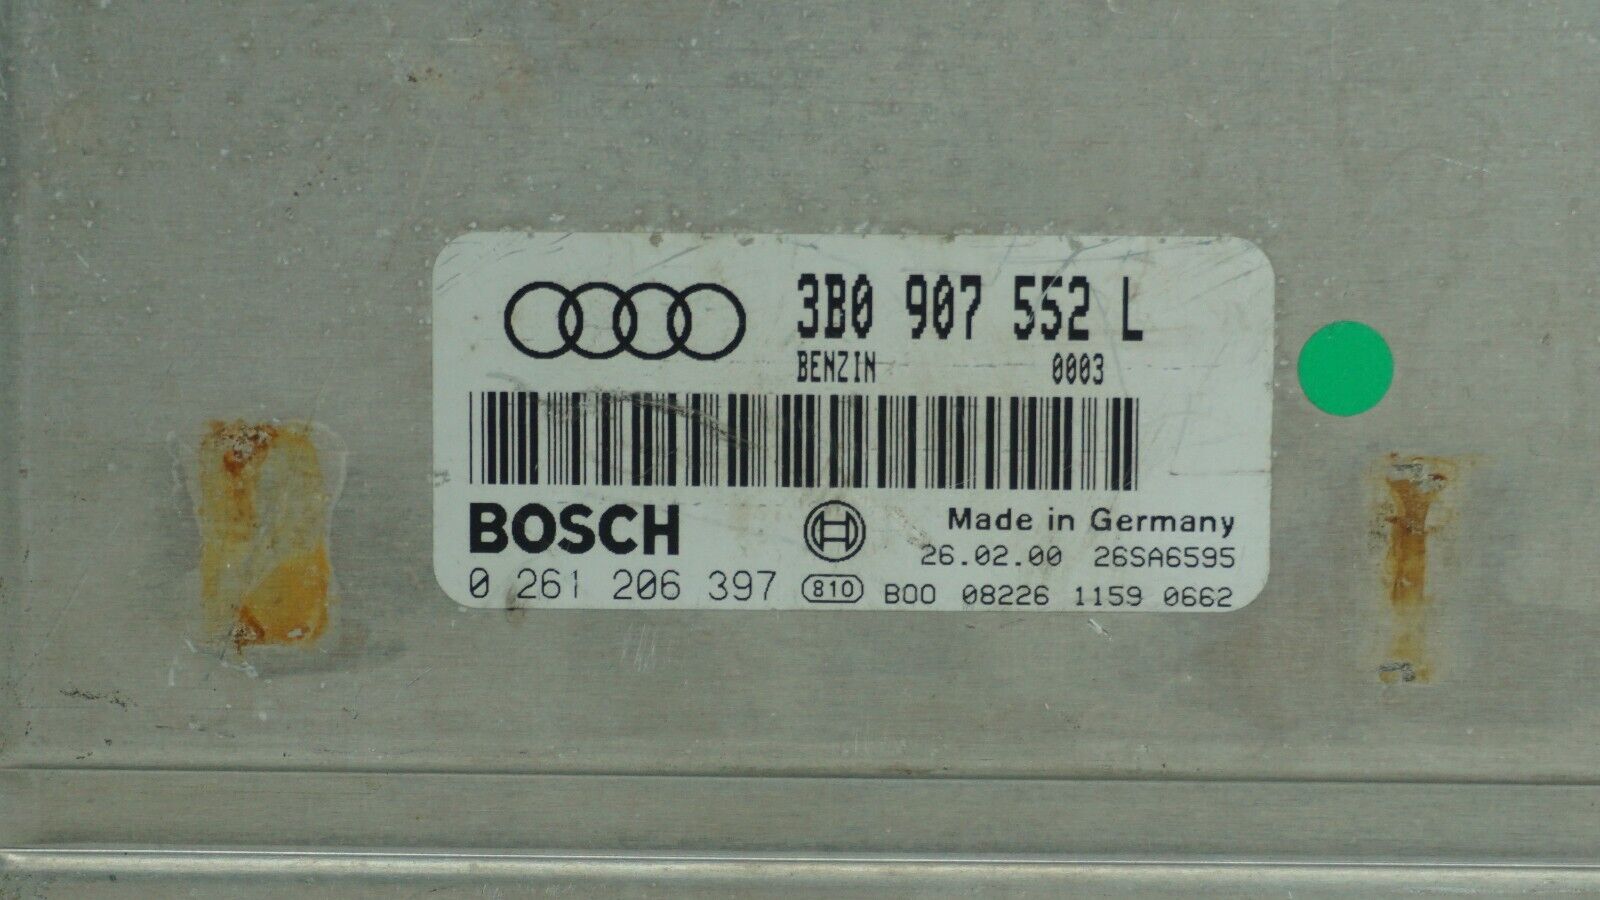 3B0 907 552 L
BENZIN 0003
BOSCH
Made in Germany
26.02.00 26SA6595
0 261 206 397 810 B00 08226 1159 0662